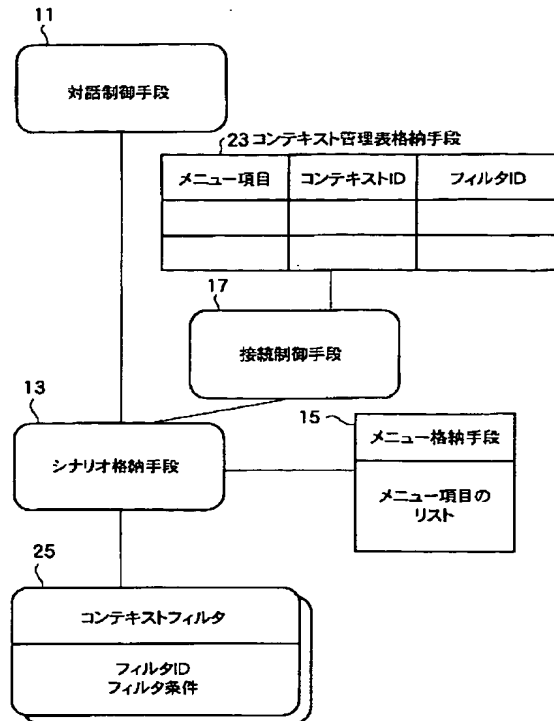 11
対話制御手段
23 コンテキスト管理表格納手段
メニュー項目 コンテキストID フィルタID
17
接続制御手段
13
シナリオ格納手段
15
メニュー格納手段
メニュー項目の
リスト
25
コンテキストフィルタ
フィルタID
フィルタ条件